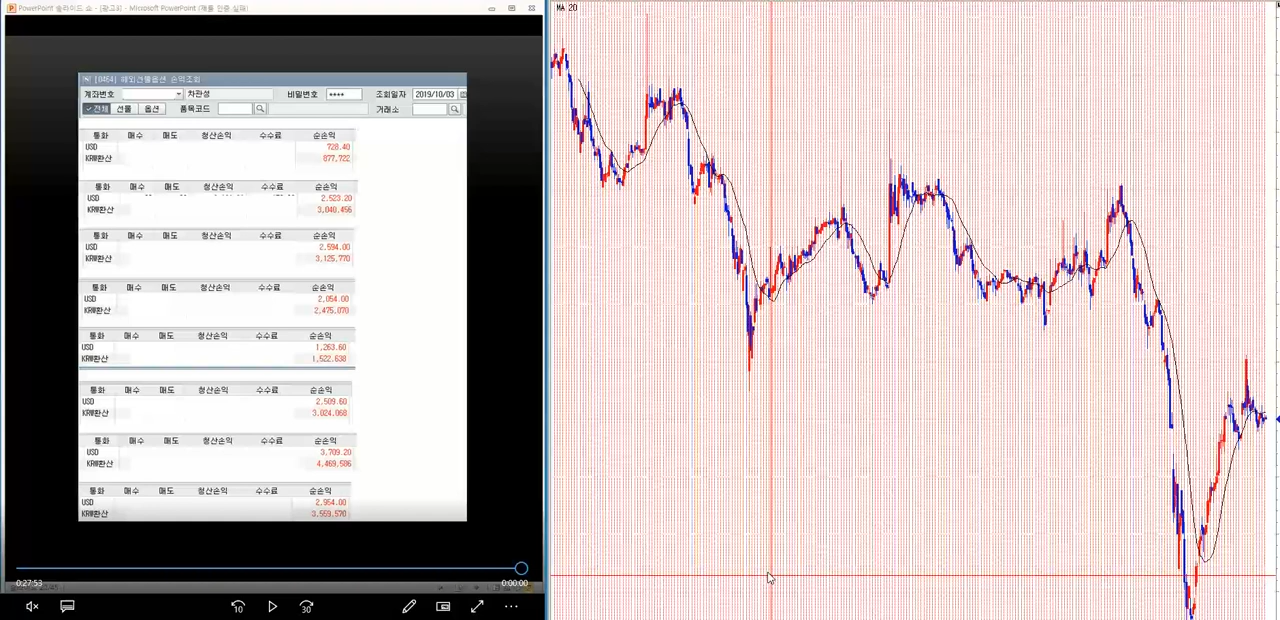 PowerPoint 슬라이드 쇼 - [광고3] - Microsoft PowerPoint (제품 인증 실패)
[0464] 해외선물옵션 손익조회
계좌번호 차관성 비밀번호 **** 조회일자 2019/10/03
전체 선물 옵션 품목코드 거래소
통화 매수 매도 청산손익 수수료 순손익
USD 728.40
KRW환산 877,722
통화 매수 매도 청산손익 수수료 순손익
USD 2,523.20
KRW환산 3,040,456
통화 매수 매도 청산손익 수수료 순손익
USD 2,594.00
KRW환산 3,125,770
통화 매수 매도 청산손익 수수료 순손익
USD 2,054.00
KRW환산 2,475,070
통화 매수 매도 청산손익 수수료 순손익
USD 1,263.60
KRW환산 1,522,638
통화 매수 매도 청산손익 수수료 순손익
USD 2,509.60
KRW환산 3,024,068
통화 매수 매도 청산손익 수수료 순손익
USD 3,709.20
KRW환산 4,469,586
통화 매수 매도 청산손익 수수료 순손익
USD 2,954.00
KRW환산 3,559,570
0:27:53 0:00:00
10 30
MA 20